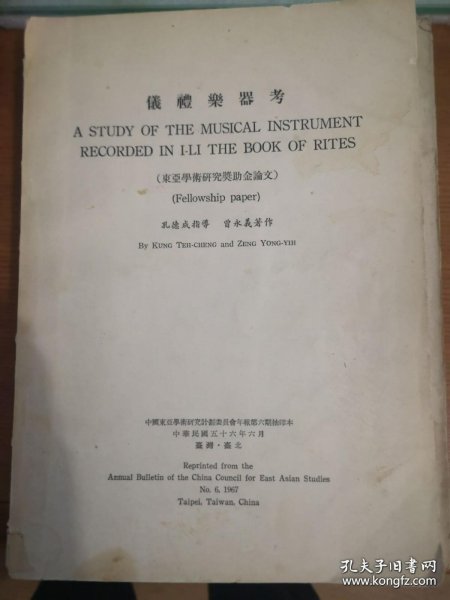 儀禮樂器考
A STUDY OF THE MUSICAL INSTRUMENT
RECORDED IN I-LI THE BOOK OF RITES
(東亞學術研究獎助金論文)
(Fellowship paper)
孔德成指導 曾永義著作
By KUNG TEH-CHENG and ZENG YONG-YIH
中國東亞學術研究計劃委員會年報第六期抽印本
中華民國五十六年六月
臺灣・臺北
Reprinted from the
Annual Bulletin of the China Council for East Asian Studies
No. 6, 1967
Taipei, Taiwan, China
孔夫子旧书网
www.kongfz.com